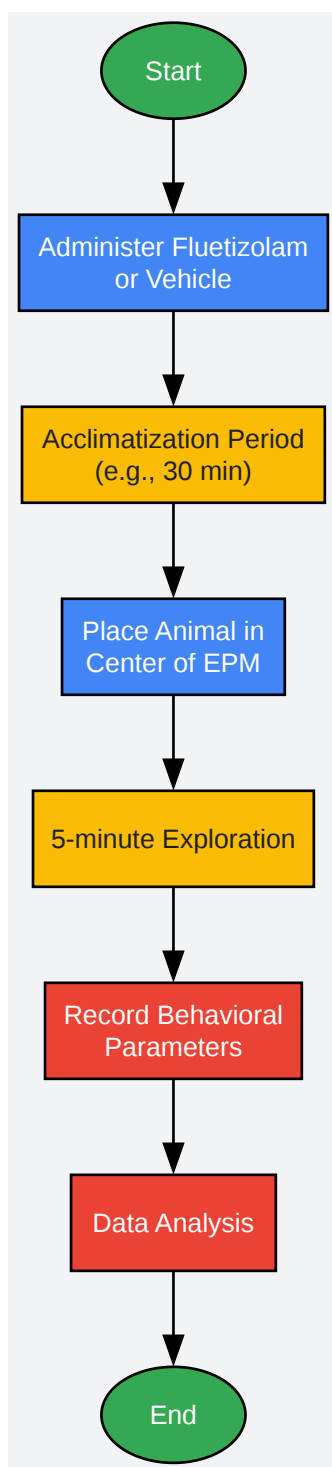 Start
Administer Fluetizolam
or Vehicle
Acclimatization Period
(e.g., 30 min)
Place Animal in
Center of EPM
5-minute Exploration
Record Behavioral
Parameters
Data Analysis
End